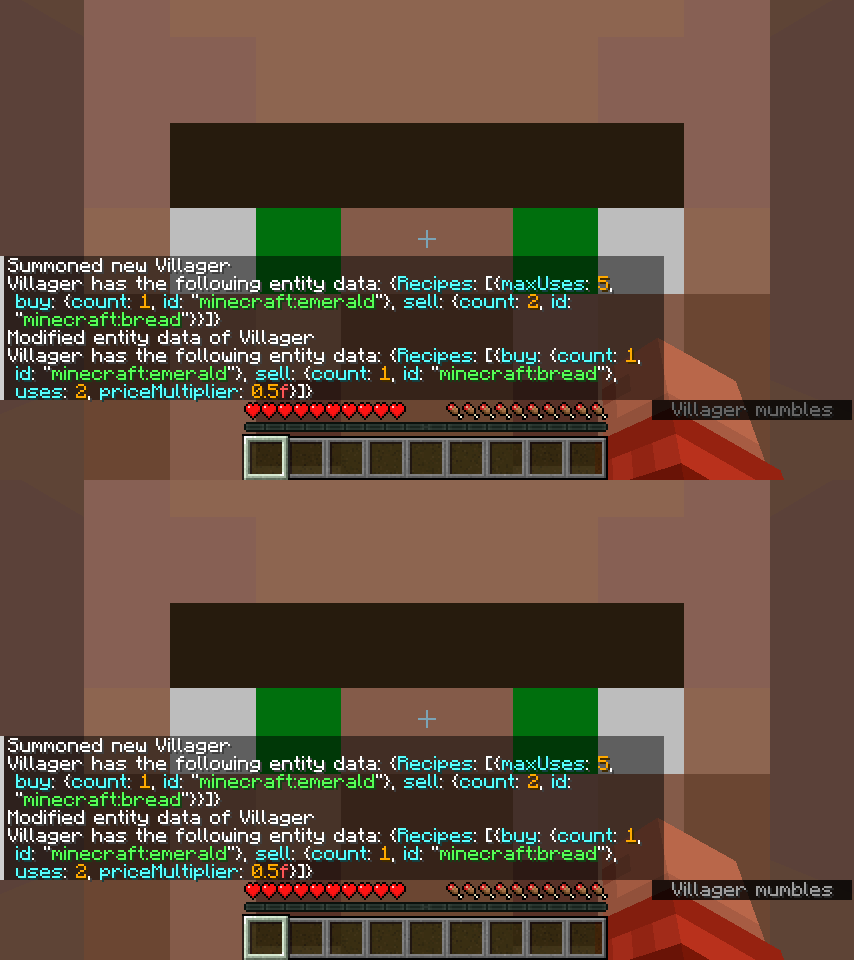 Summoned new Villager
Villager has the following entity data: {Recipes: [{maxUses: 5,
buy: {count: 1, id: "minecraft:emerald"}, sell: {count: 2, id:
"minecraft:bread"}}]}
Modified entity data of Villager
Villager has the following entity data: {Recipes: [{buy: {count: 1,
id: "minecraft:emerald"}, sell: {count: 1, id: "minecraft:bread"},
uses: 2, priceMultiplier: 0.5f}]}
Villager mumbles
Summoned new Villager
Villager has the following entity data: {Recipes: [{maxUses: 5,
buy: {count: 1, id: "minecraft:emerald"}, sell: {count: 2, id:
"minecraft:bread"}}]}
Modified entity data of Villager
Villager has the following entity data: {Recipes: [{buy: {count: 1,
id: "minecraft:emerald"}, sell: {count: 1, id: "minecraft:bread"},
uses: 2, priceMultiplier: 0.5f}]}
Villager mumbles